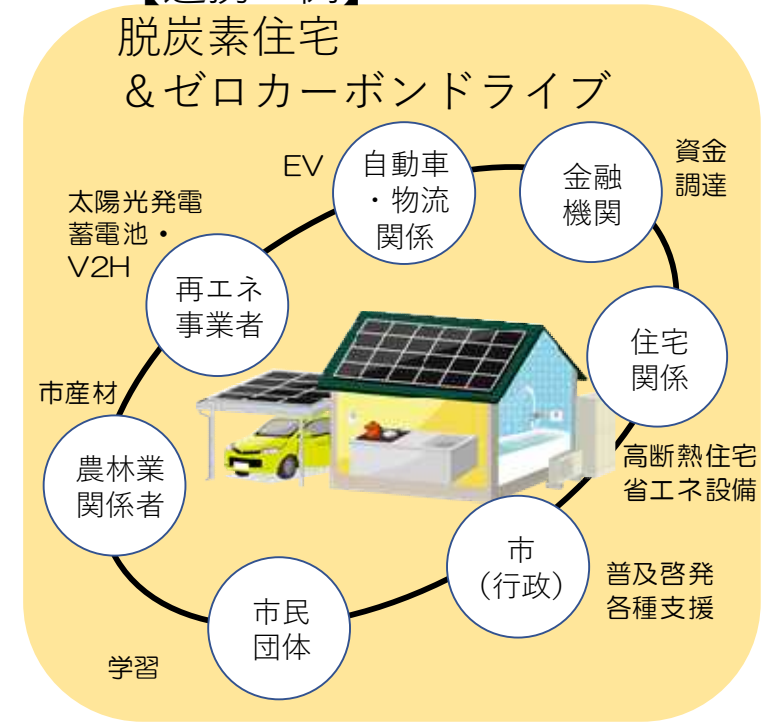 脱炭素住宅
＆ゼロカーボンドライブ
EV
自動車
・物流
関係
金融
機関
資金
調達
太陽光発電
蓄電池・
V2H
再エネ
事業者
住宅
関係
市産材
高断熱住宅
省エネ設備
農林業
関係者
市
（行政）
普及啓発
各種支援
市民
団体
学習